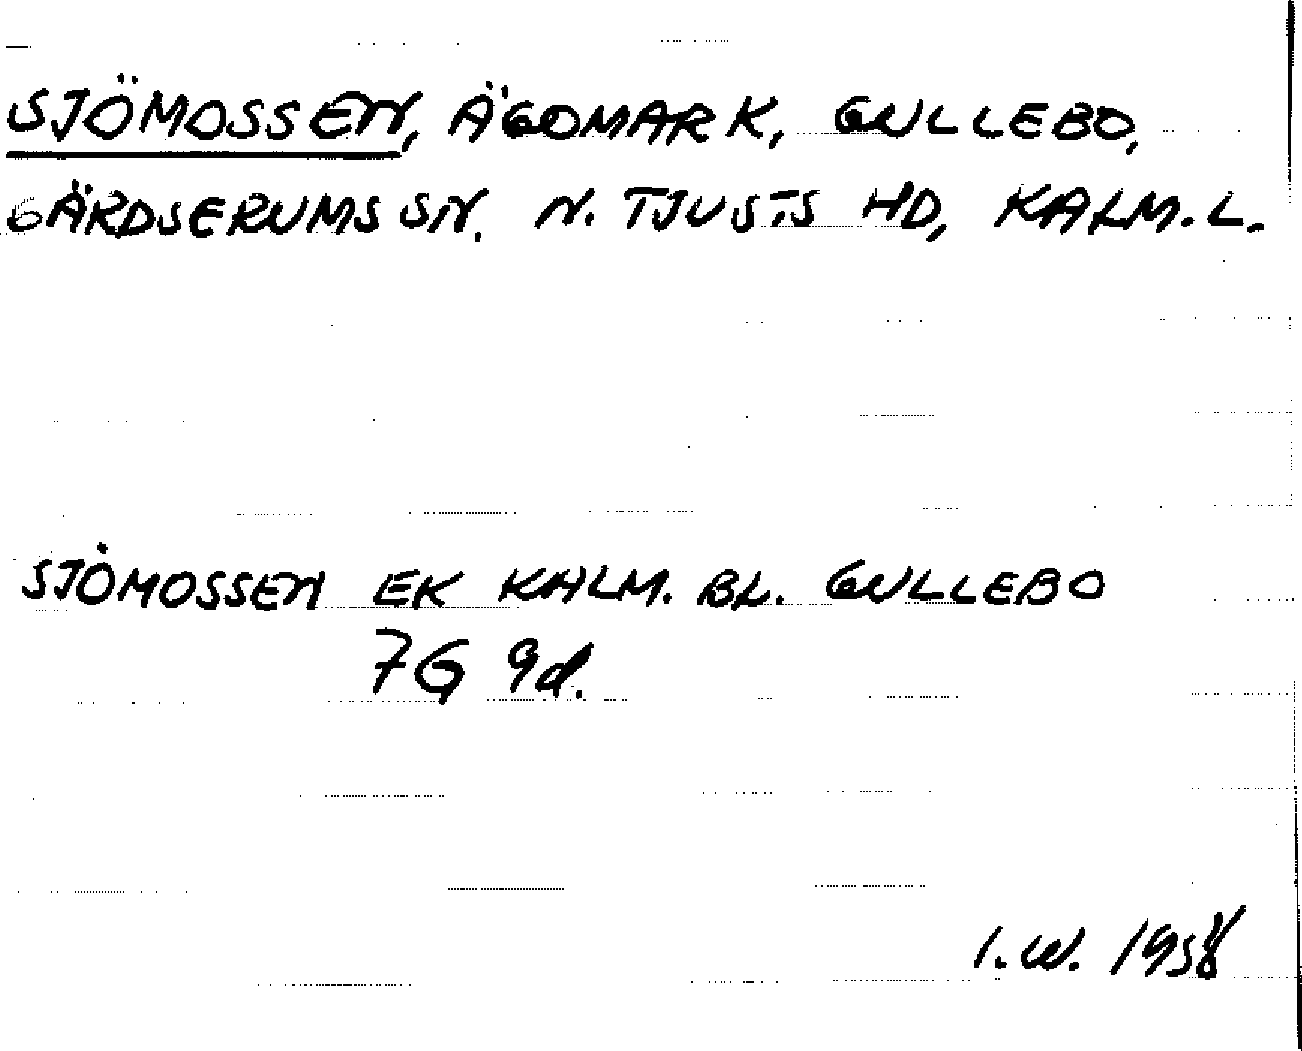 SJÖMOSSEN, ÄGOMARK, GULLEBO,
GÄRDSERUMS SN. N. TJUSTS HD, KALM. L.
SJÖMOSSEN EK KALM. BL. GULLEBO
7G 9d.
I. W. 1958